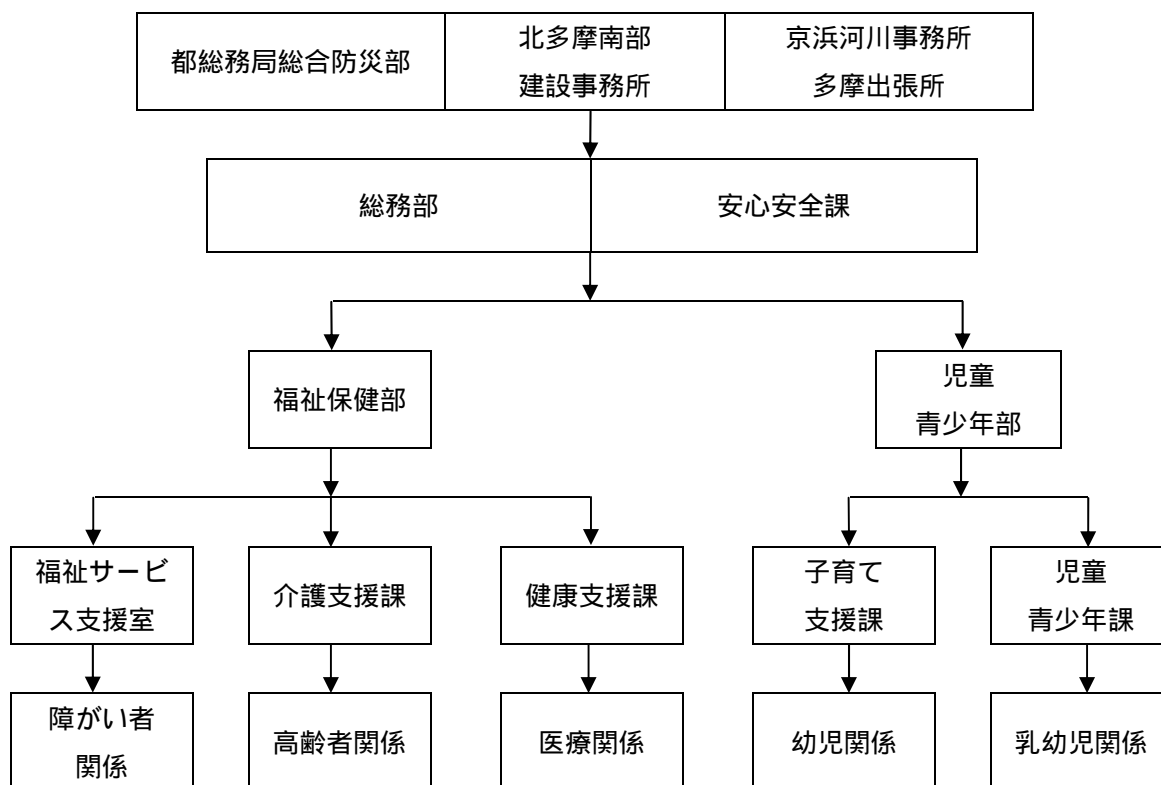 都総務局総合防災部
北多摩南部
建設事務所
京浜河川事務所
多摩出張所
総務部
安心安全課
福祉保健部
児童
青少年部
福祉サービ
ス支援室
介護支援課
健康支援課
子育て
支援課
児童
青少年課
障がい者
関係
高齢者関係
医療関係
幼児関係
乳幼児関係